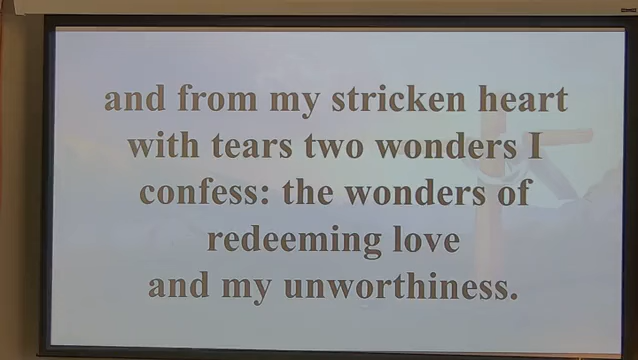 and from my stricken heart
with tears two wonders I
confess: the wonders of
redeeming love
and my unworthiness.